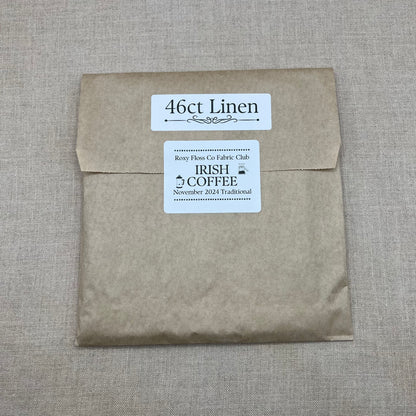 46ct Linen
Roxy Floss Co Fabric Club
IRISH
COFFEE
November 2024 Traditional